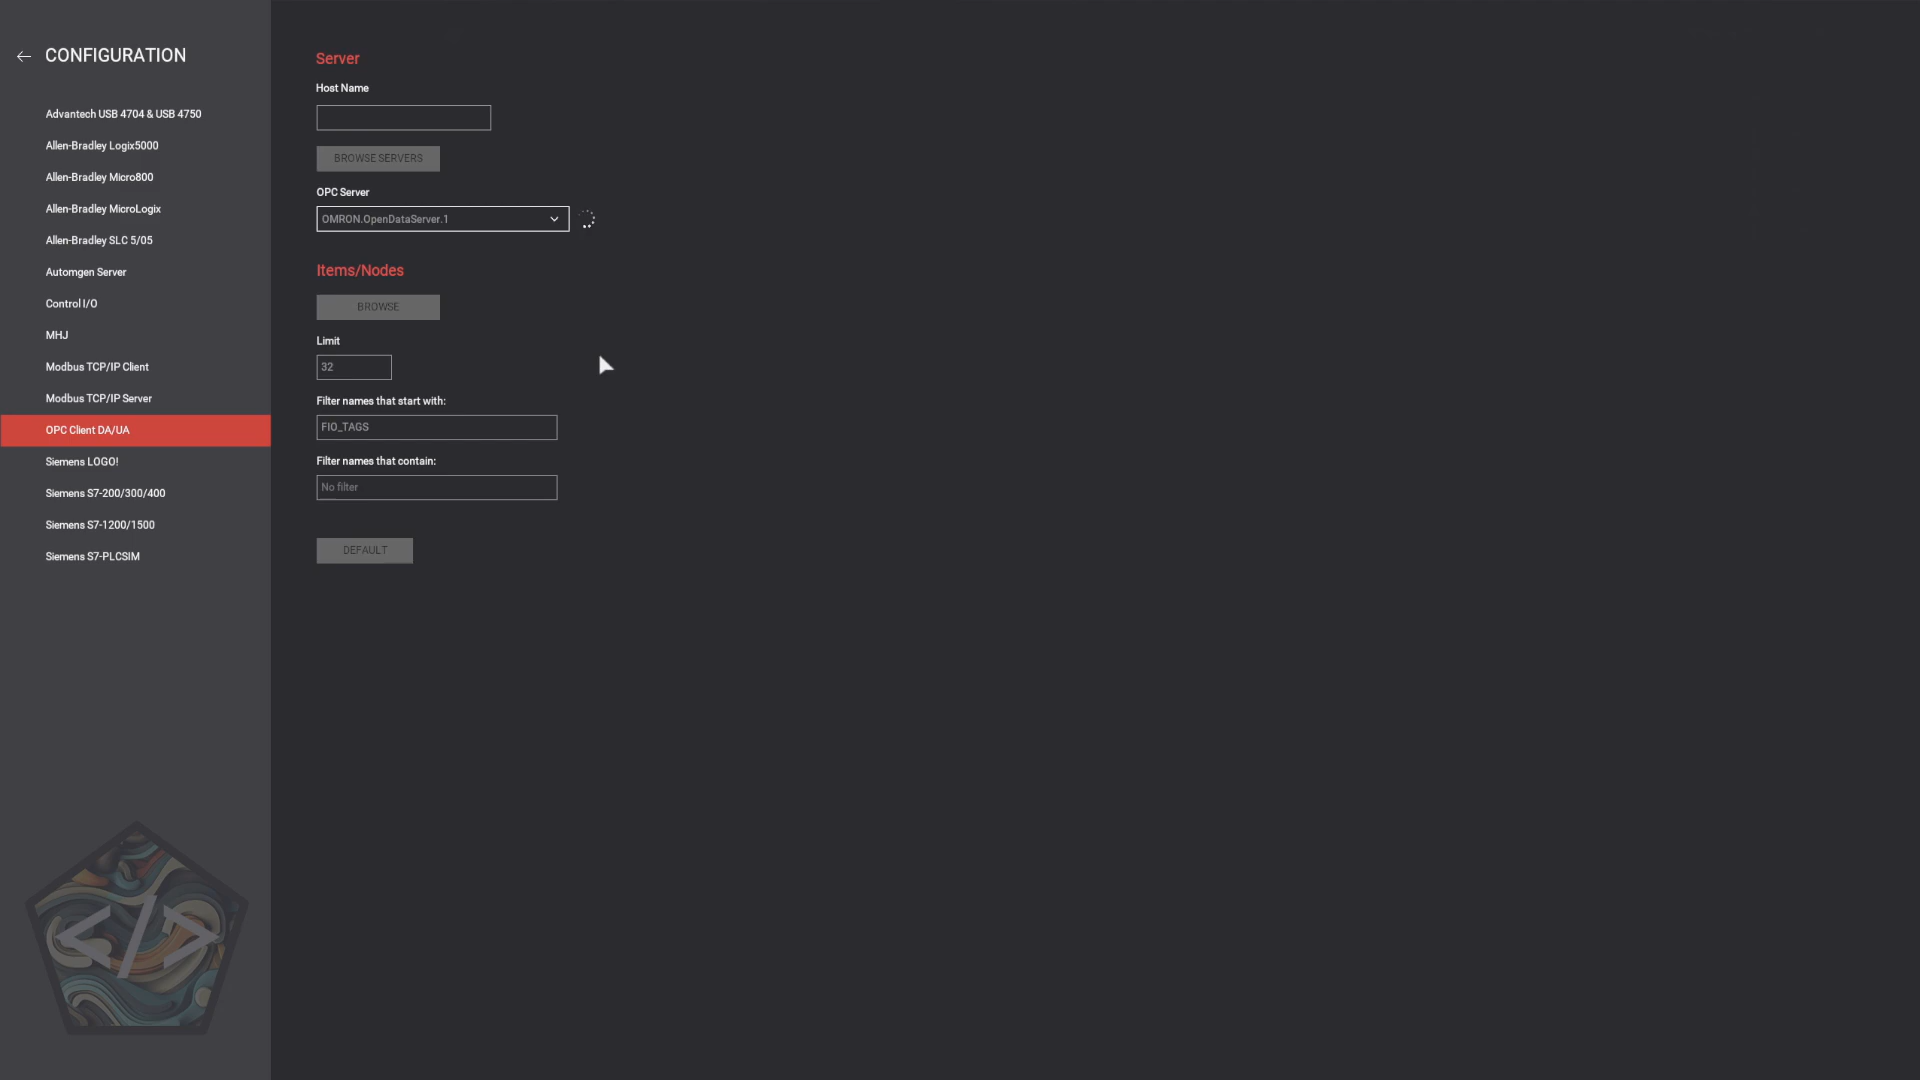 CONFIGURATION
Advantech USB 4704 & USB 4750
Allen-Bradley Logix5000
Allen-Bradley Micro800
Allen-Bradley MicroLogix
Allen-Bradley SLC 5/05
Automgen Server
Control I/O
MHJ
Modbus TCP/IP Client
Modbus TCP/IP Server
OPC Client DA/UA
Siemens LOGO!
Siemens S7-200/300/400
Siemens S7-1200/1500
Siemens S7-PLCSIM
</>
Server
Host Name
BROWSE SERVERS
OPC Server
OMRON.OpenDataServer.1
Items/Nodes
BROWSE
Limit
32
Filter names that start with:
FIO_TAGS
Filter names that contain:
No filter
DEFAULT